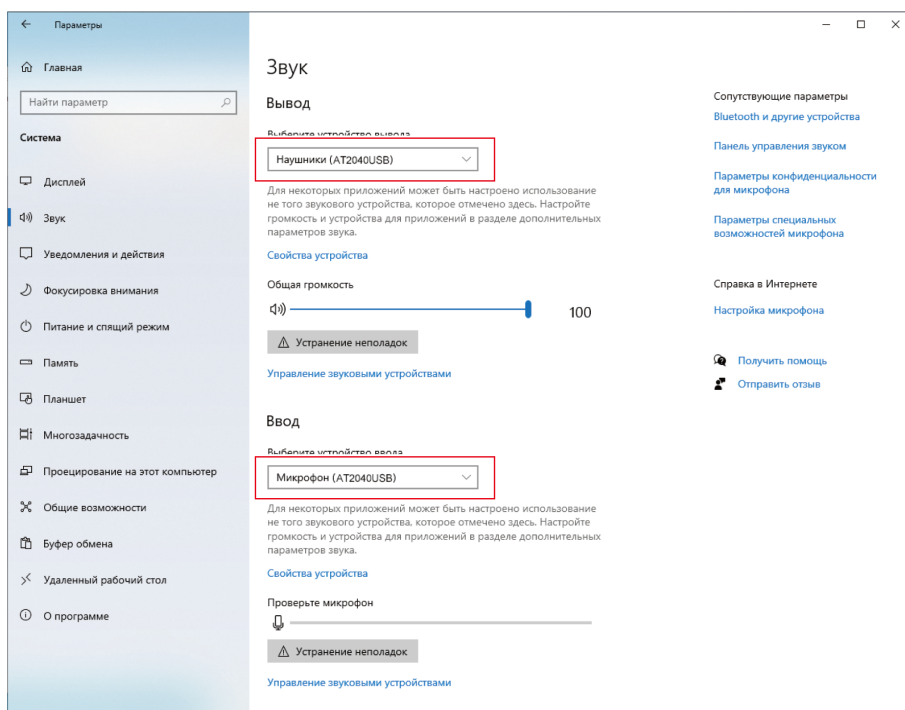 Параметры
Главная
Найти параметр
Система
Дисплей
Звук
Уведомления и действия
Фокусировка внимания
Питание и спящий режим
Память
Планшет
Многозадачность
Проецирование на этот компьютер
Общие возможности
Буфер обмена
Удаленный рабочий стол
О программе
Звук
Вывод
Выберите устройство вывода
Наушники (AT2040USB)
Для некоторых приложений может быть настроено использование
не того звукового устройства, которое отмечено здесь. Настройте
громкость и устройства для приложений в разделе дополнительных
параметров звука.
Свойства устройства
Общая громкость
100
Устранение неполадок
Управление звуковыми устройствами
Ввод
Выберите устройство ввода
Микрофон (AT2040USB)
Для некоторых приложений может быть настроено использование
не того звукового устройства, которое отмечено здесь. Настройте
громкость и устройства для приложений в разделе дополнительных
параметров звука.
Свойства устройства
Проверьте микрофон
Устранение неполадок
Управление звуковыми устройствами
Сопутствующие параметры
Bluetooth и другие устройства
Панель управления звуком
Параметры конфиденциальности
для микрофона
Параметры специальных
возможностей микрофона
Справка в Интернете
Настройка микрофона
Получить помощь
Отправить отзыв